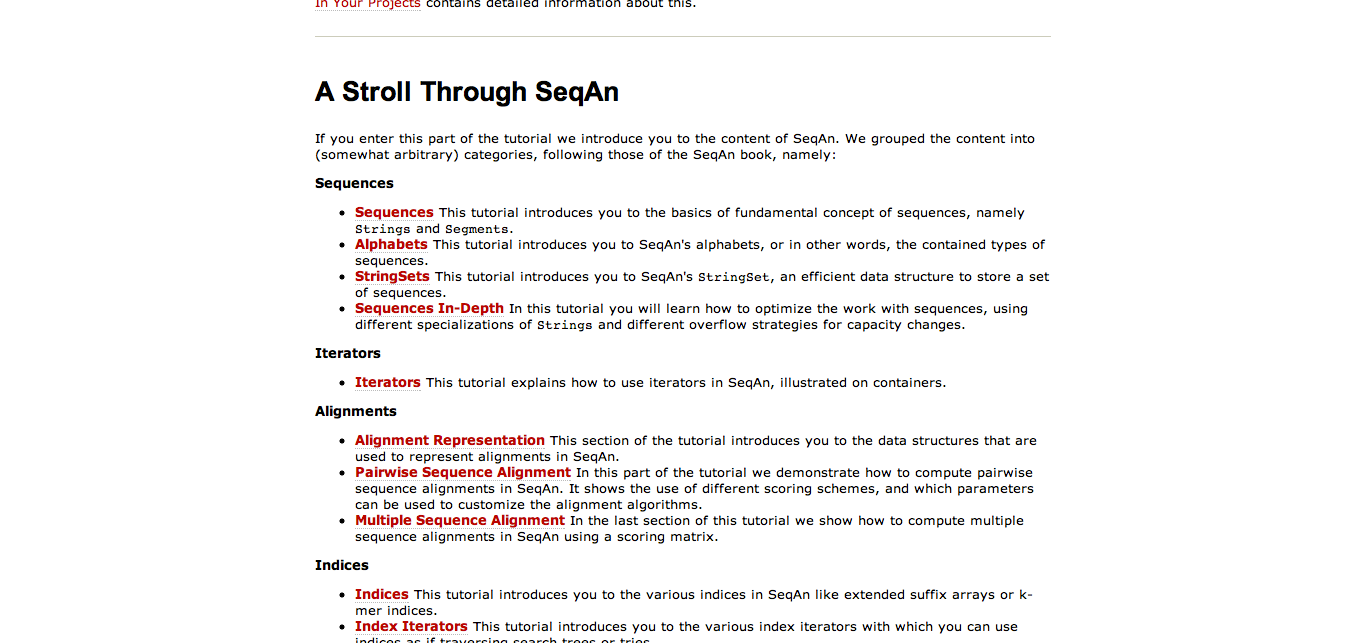 In Your Projects contains detailed information about this.
A Stroll Through SeqAn
If you enter this part of the tutorial we introduce you to the content of SeqAn. We grouped the content into
(somewhat arbitrary) categories, following those of the SeqAn book, namely:
Sequences
• Sequences This tutorial introduces you to the basics of fundamental concept of sequences, namely
Strings and Segments.
• Alphabets This tutorial introduces you to SeqAn's alphabets, or in other words, the contained types of
sequences.
• StringSets This tutorial introduces you to SeqAn's StringSet, an efficient data structure to store a set
of sequences.
• Sequences In-Depth In this tutorial you will learn how to optimize the work with sequences, using
different specializations of Strings and different overflow strategies for capacity changes.
Iterators
• Iterators This tutorial explains how to use iterators in SeqAn, illustrated on containers.
Alignments
• Alignment Representation This section of the tutorial introduces you to the data structures that are
used to represent alignments in SeqAn.
• Pairwise Sequence Alignment In this part of the tutorial we demonstrate how to compute pairwise
sequence alignments in SeqAn. It shows the use of different scoring schemes, and which parameters
can be used to customize the alignment algorithms.
• Multiple Sequence Alignment In the last section of this tutorial we show how to compute multiple
sequence alignments in SeqAn using a scoring matrix.
Indices
• Indices This tutorial introduces you to the various indices in SeqAn like extended suffix arrays or k-
mer indices.
• Index Iterators This tutorial introduces you to the various index iterators with which you can use
indices as if traversing search trees or tries.